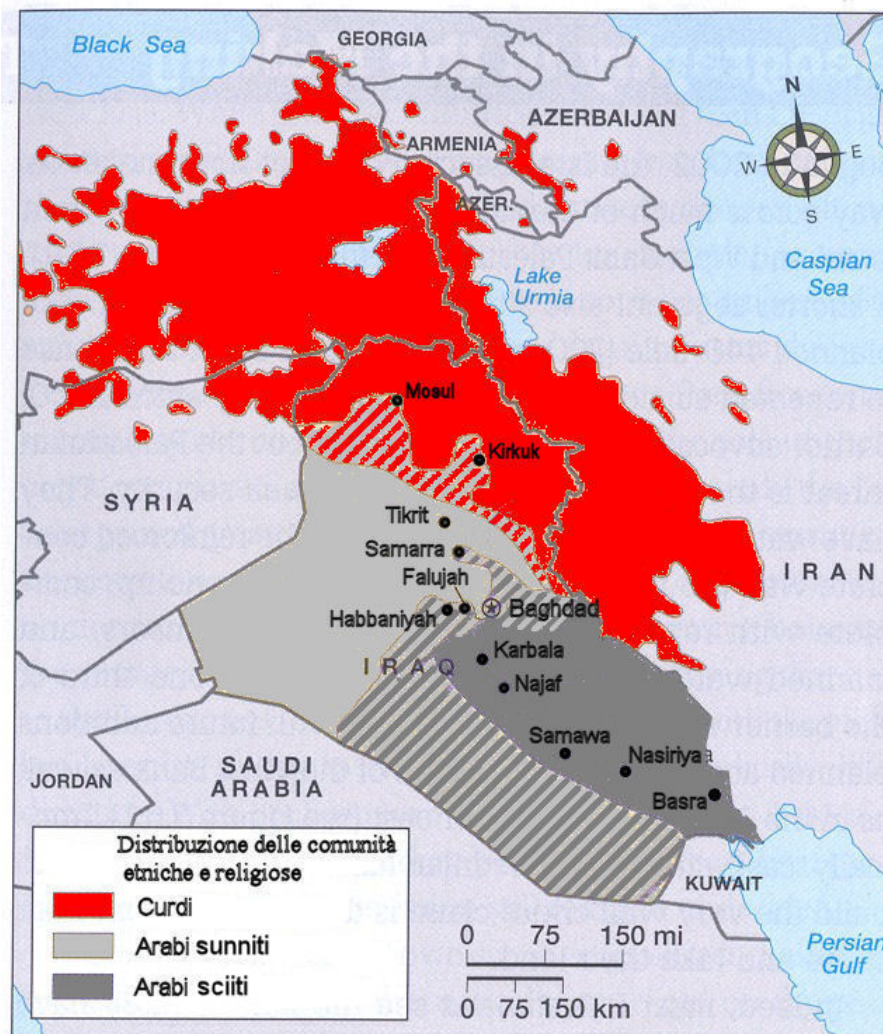 Black Sea
GEORGIA
AZERBAIJAN
ARMENIA
AZER.
N
W
E
S
Caspian
Sea
Lake
Urmia
Mosul
Kirkuk
SYRIA
Tikrit
Samarra
Falujah
Habbaniyah
Baghdad
IRAN
Karbala
IRAQ
Najaf
Samawa
Nasiriya
Basra
JORDAN
SAUDI
ARABIA
KUWAIT
Persian
Gulf
Distribuzione delle comunità
etniche e religiose
Curdi
Arabi sunniti
Arabi sciiti
0 75 150 mi
0 75 150 km